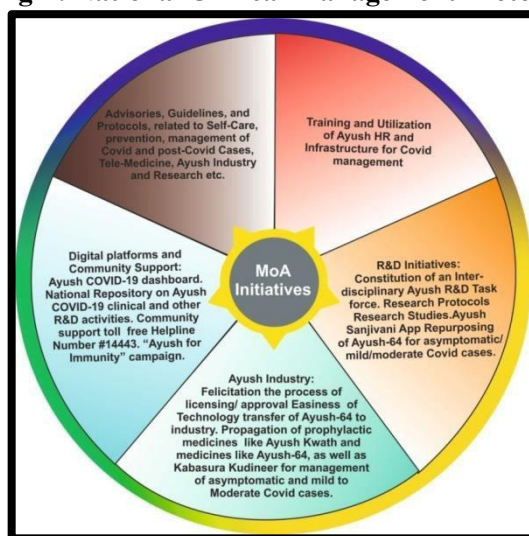 Advisories, Guidelines, and
Protocols, related to Self-Care,
prevention, management of
Covid and post-Covid Cases,
Tele-Medicine, Ayush Industry
and Research etc.
Training and Utilization
of Ayush HR and
Infrastructure for Covid
management
Digital platforms and
Community Support:
Ayush COVID-19 dashboard.
National Repository on Ayush
COVID-19 clinical and other
R&D activities. Community
support toll free Helpline
Number #14443. “Ayush for
Immunity” campaign.
MoA
Initiatives
R&D Initiatives:
Constitution of an Inter-
disciplinary Ayush R&D Task
force. Research Protocols
Research Studies.Ayush
Sanjivani App Repurposing
of Ayush-64 for asymptomatic/
mild/moderate Covid cases.
Ayush Industry:
Felicitation the process of
licensing/ approval Easiness of
Technology transfer of Ayush-64 to
industry. Propagation of prophylactic
medicines like Ayush Kwath and
medicines like Ayush-64, as well as
Kabasura Kudineer for management
of asymptomatic and mild to
Moderate Covid cases.